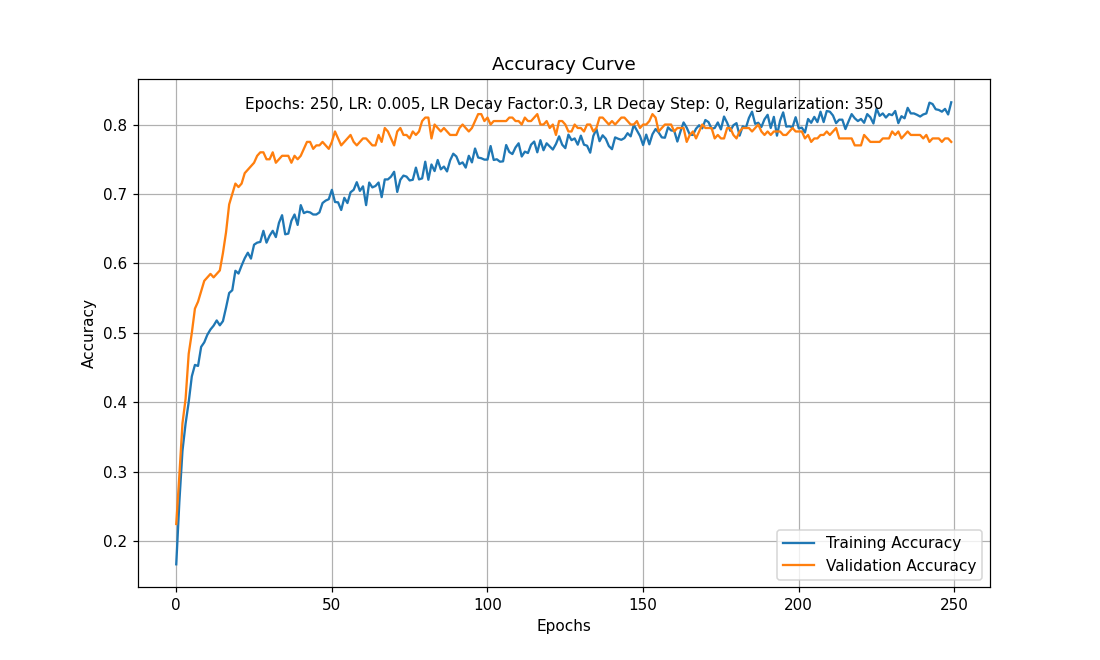 Accuracy Curve
Epochs: 250, LR: 0.005, LR Decay Factor:0.3, LR Decay Step: 0, Regularization: 350
Accuracy
0.8
0.7
0.6
0.5
0.4
0.3
0.2
Training Accuracy
Validation Accuracy
0 50 100 150 200 250
Epochs